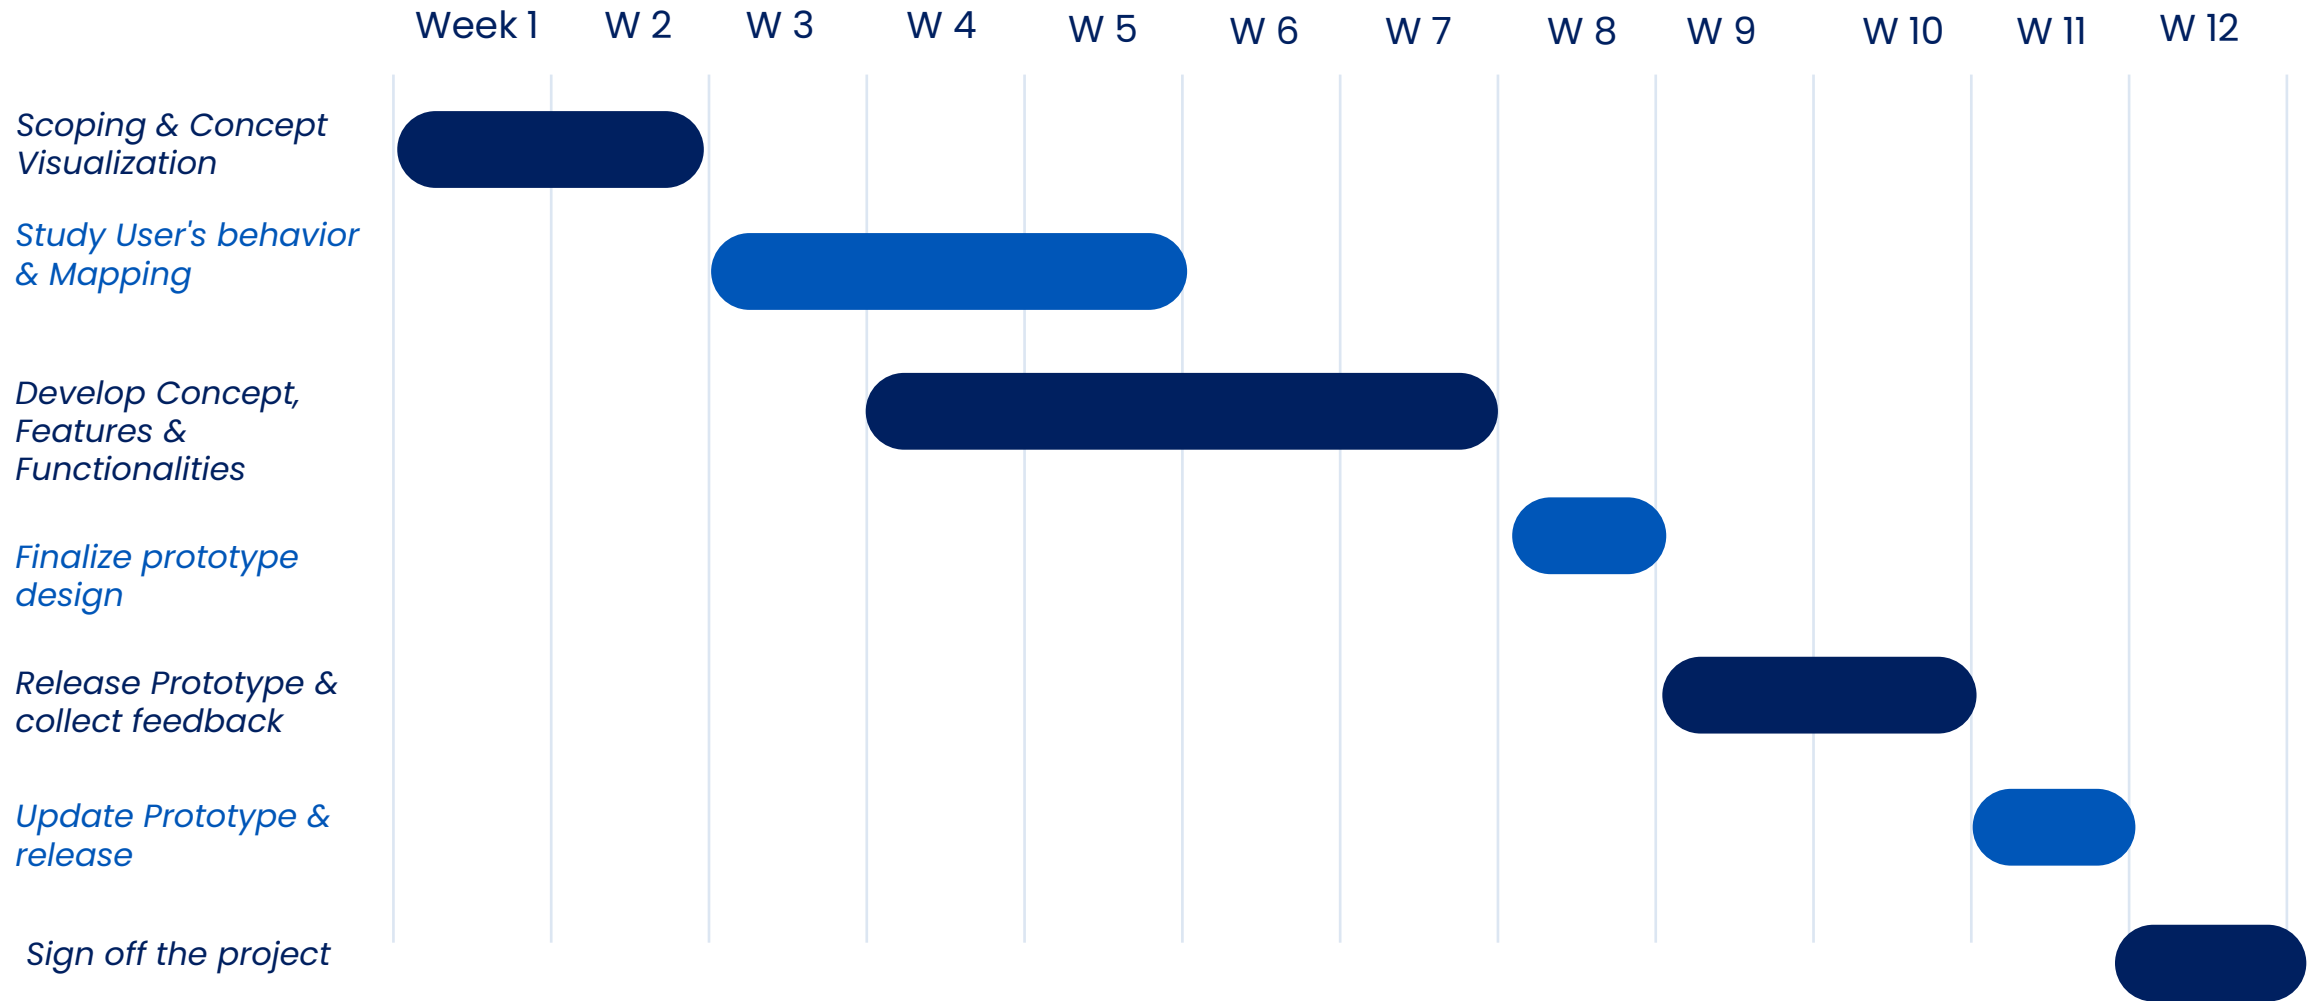 Week 1 W 2 W 3 W 4 W 5 W 6 W 7 W 8 W 9 W 10 W 11 W 12
Scoping & Concept
Visualization
Study User's behavior
& Mapping
Develop Concept,
Features &
Functionalities
Finalize prototype
design
Release Prototype &
collect feedback
Update Prototype &
release
Sign off the project